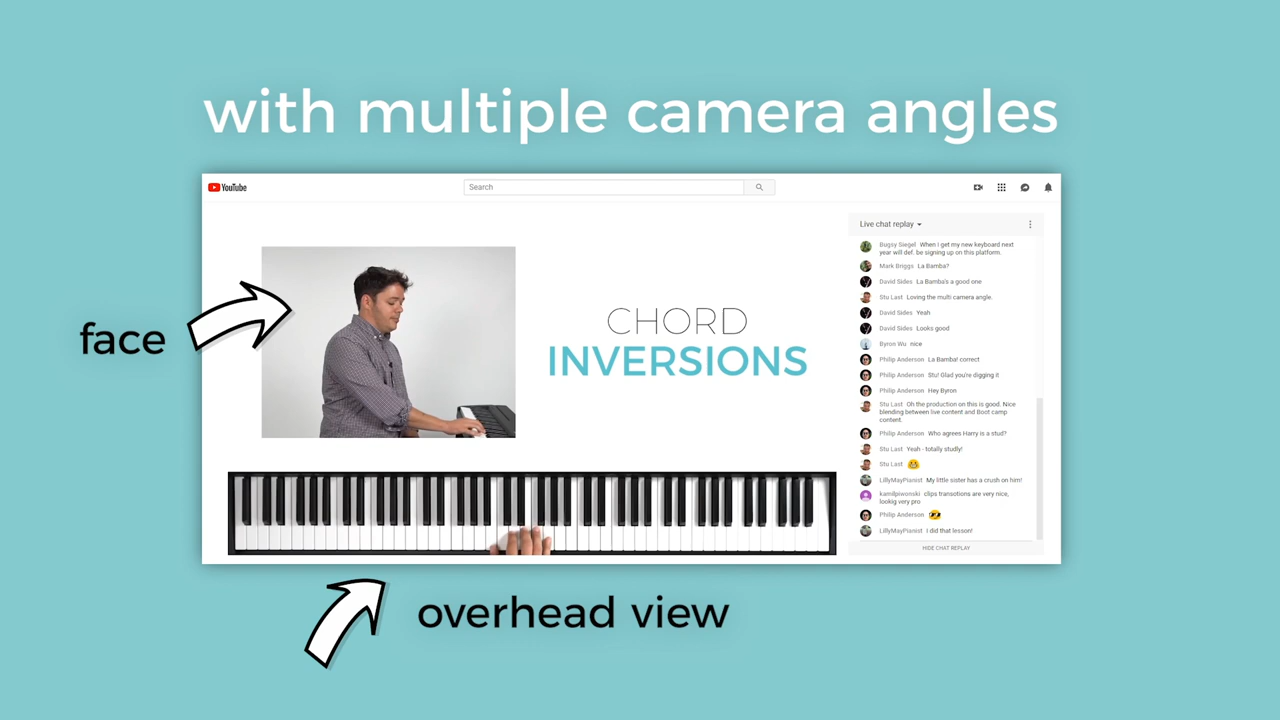 with multiple camera angles
YouTube
Search
Live chat replay
Bugsy Siegel When I get my new keyboard next
year will def. be signing up on this platform.
Mark Briggs La Bamba?
David Sides La Bamba's a good one
Stu Last Loving the multi camera angle.
David Sides Yeah
David Sides Looks good
Byron Wu nice
Philip Anderson La Bamba! correct
Philip Anderson Stu! Glad you're digging it
Philip Anderson Hey Byron
Stu Last Oh the production on this is good. Nice
blending between live content and Boot camp
content.
Philip Anderson Who agrees Harry is a stud?
Stu Last Yeah - totally studly!
Stu Last
LillyMayPianist My little sister has a crush on him!
kamilpiwonski clips transotions are very nice,
lookig very pro
Philip Anderson
LillyMayPianist I did that lesson!
HIDE CHAT REPLAY
CHORD
INVERSIONS
face
overhead view